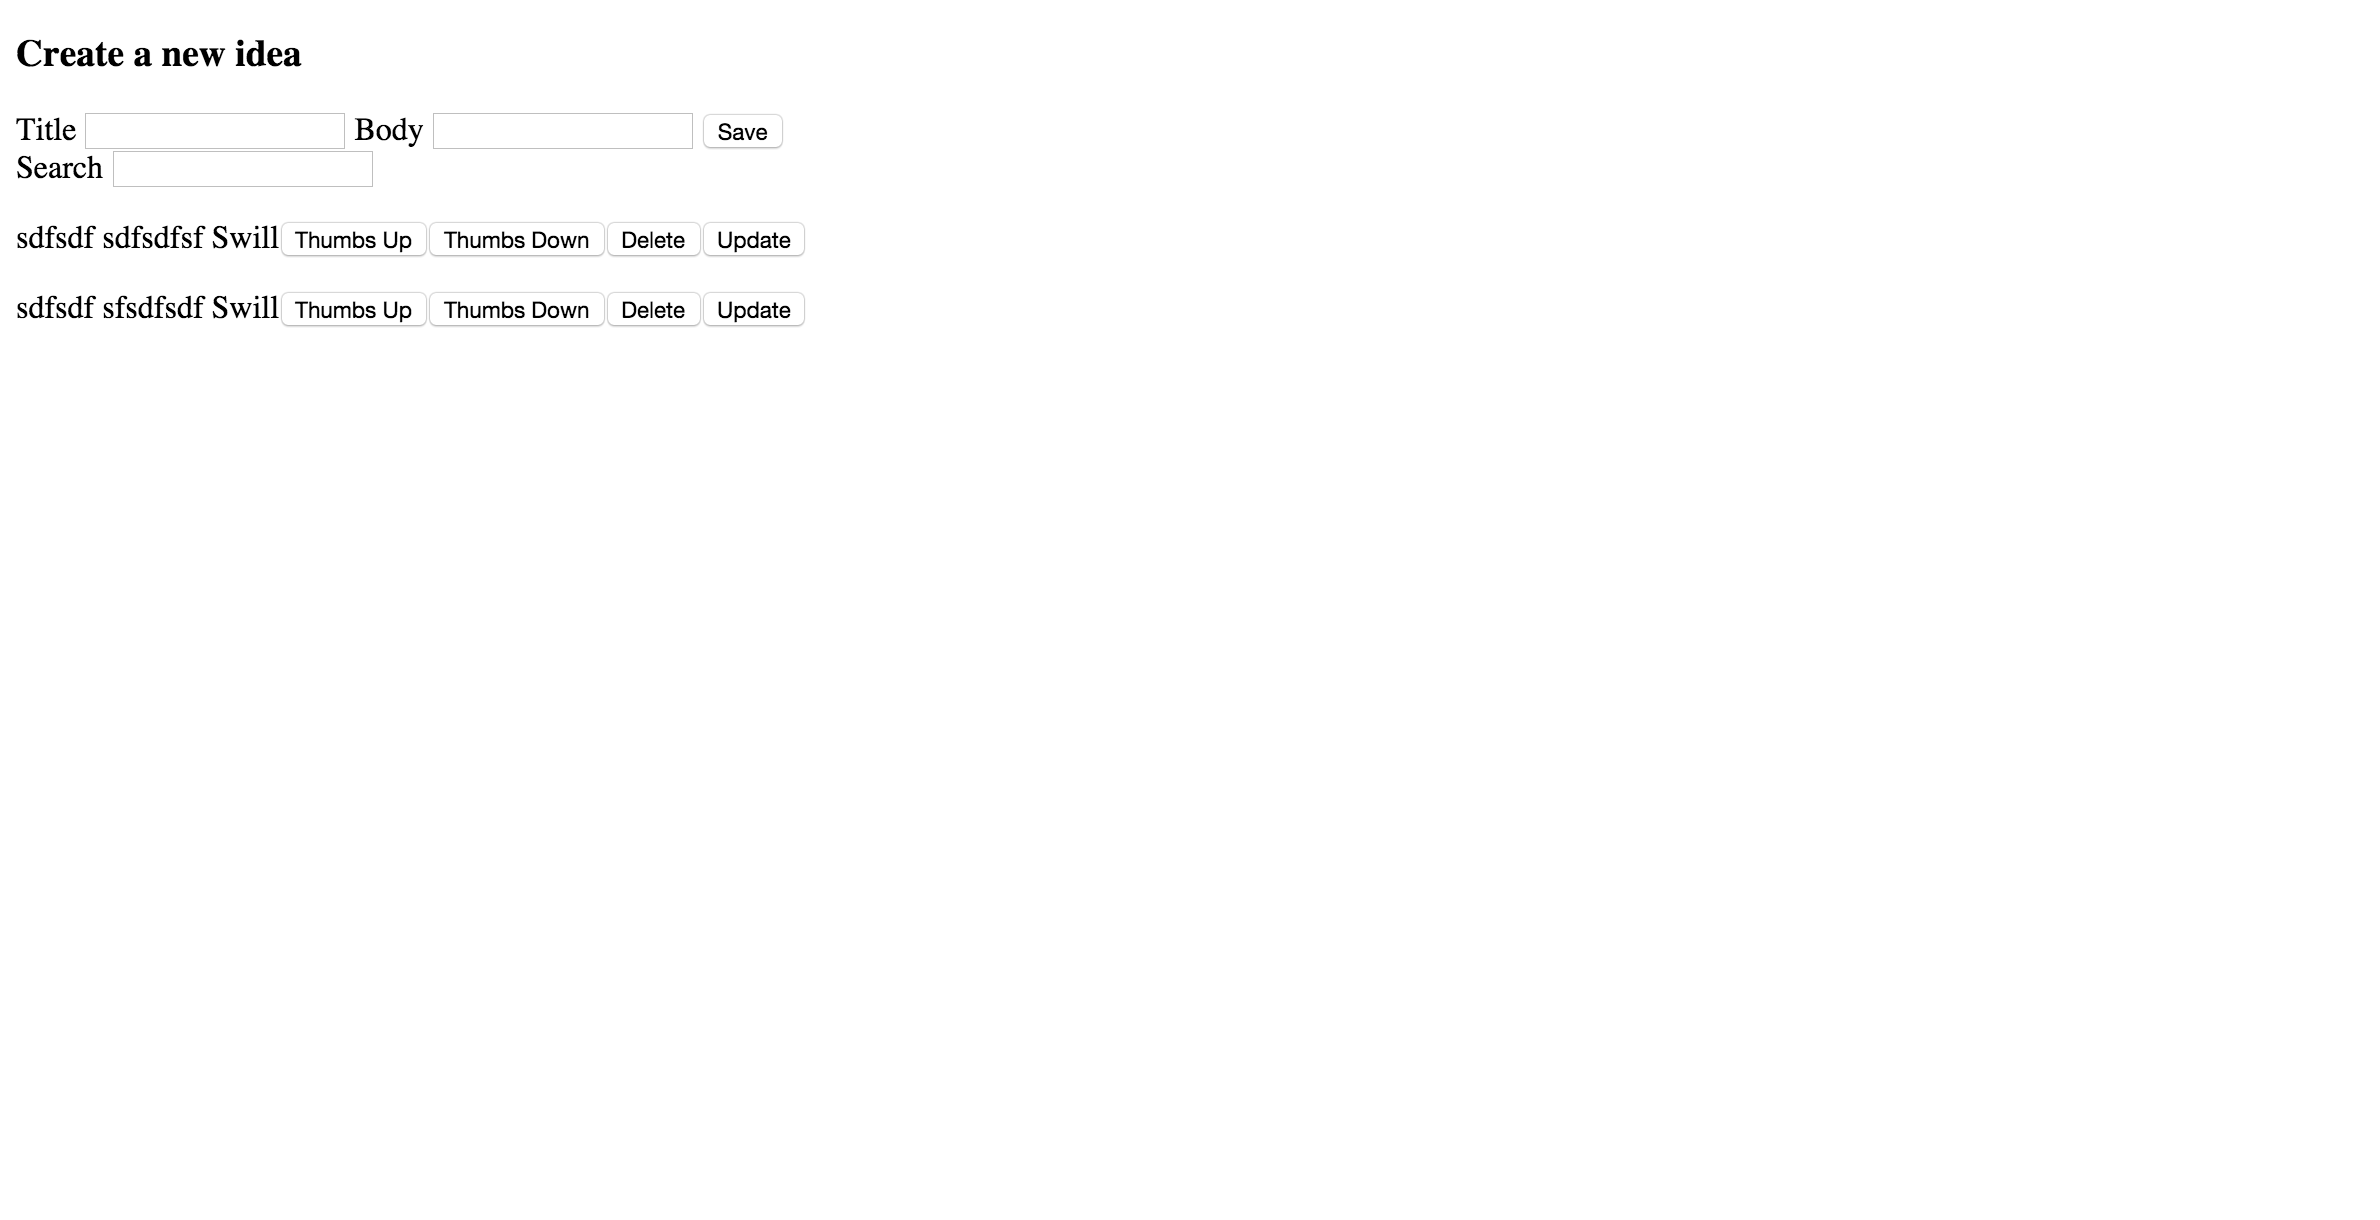 Create a new idea
Title Body Save
Search
sdfsdf sdfsdfsf Swill Thumbs Up Thumbs Down Delete Update
sdfsdf sfsdfsdf Swill Thumbs Up Thumbs Down Delete Update